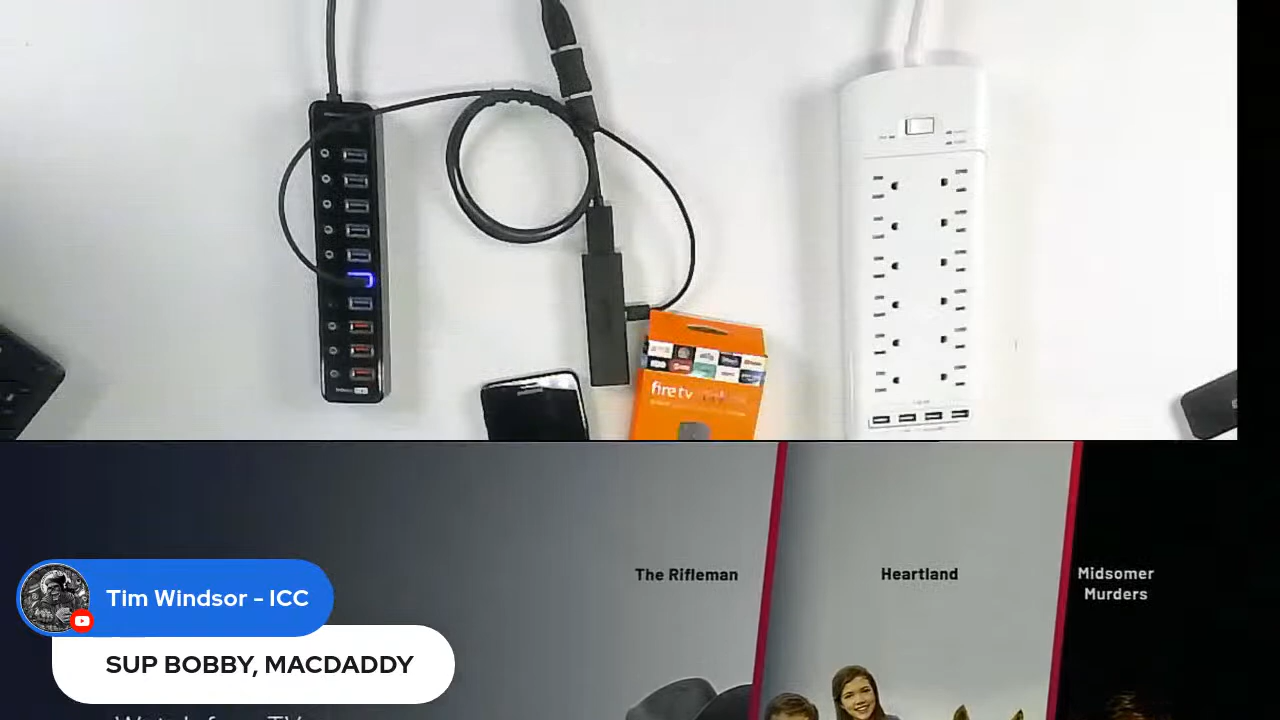 fire tv
The Rifleman
Heartland
Midsomer
Murders
Tim Windsor - ICC
SUP BOBBY, MACDADDY